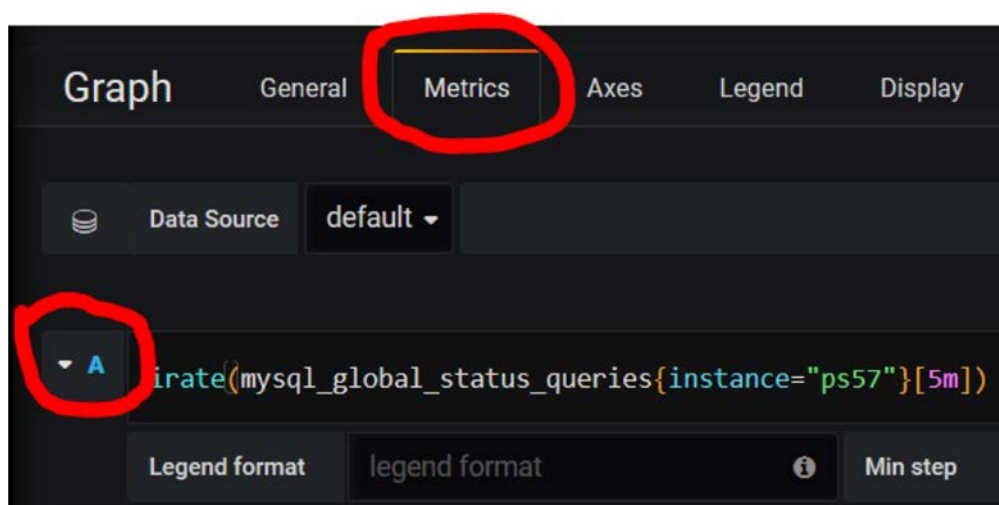 Graph General Metrics Axes Legend Display
Data Source default
A irate(mysql_global_status_queries{instance="ps57"}[5m])
Legend format legend format Min step